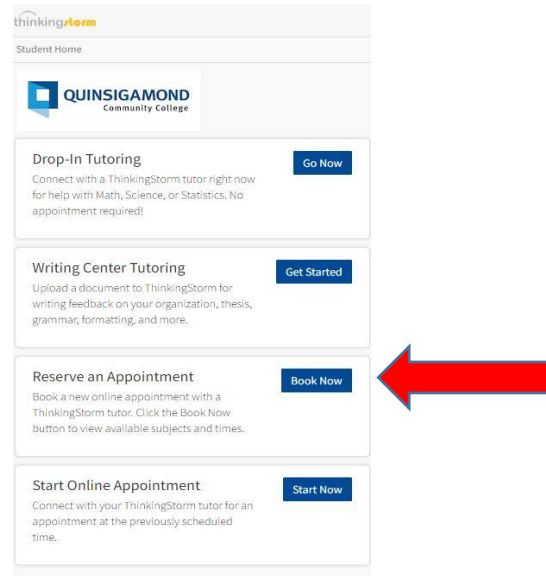 thinkingstorm
Student Home
QUINSIGAMOND
Community College
Drop-In Tutoring
Go Now
Connect with a ThinkingStorm tutor right now
for help with Math, Science, or Statistics. No
appointment required!
Writing Center Tutoring
Get Started
Upload a document to ThinkingStorm for
writing feedback on your organization, thesis,
grammar, formatting, and more.
Reserve an Appointment
Book Now
Book a new online appointment with a
ThinkingStorm tutor. Click the Book Now
button to view available subjects and times.
Start Online Appointment
Start Now
Connect with your ThinkingStorm tutor for an
appointment at the previously scheduled
time.